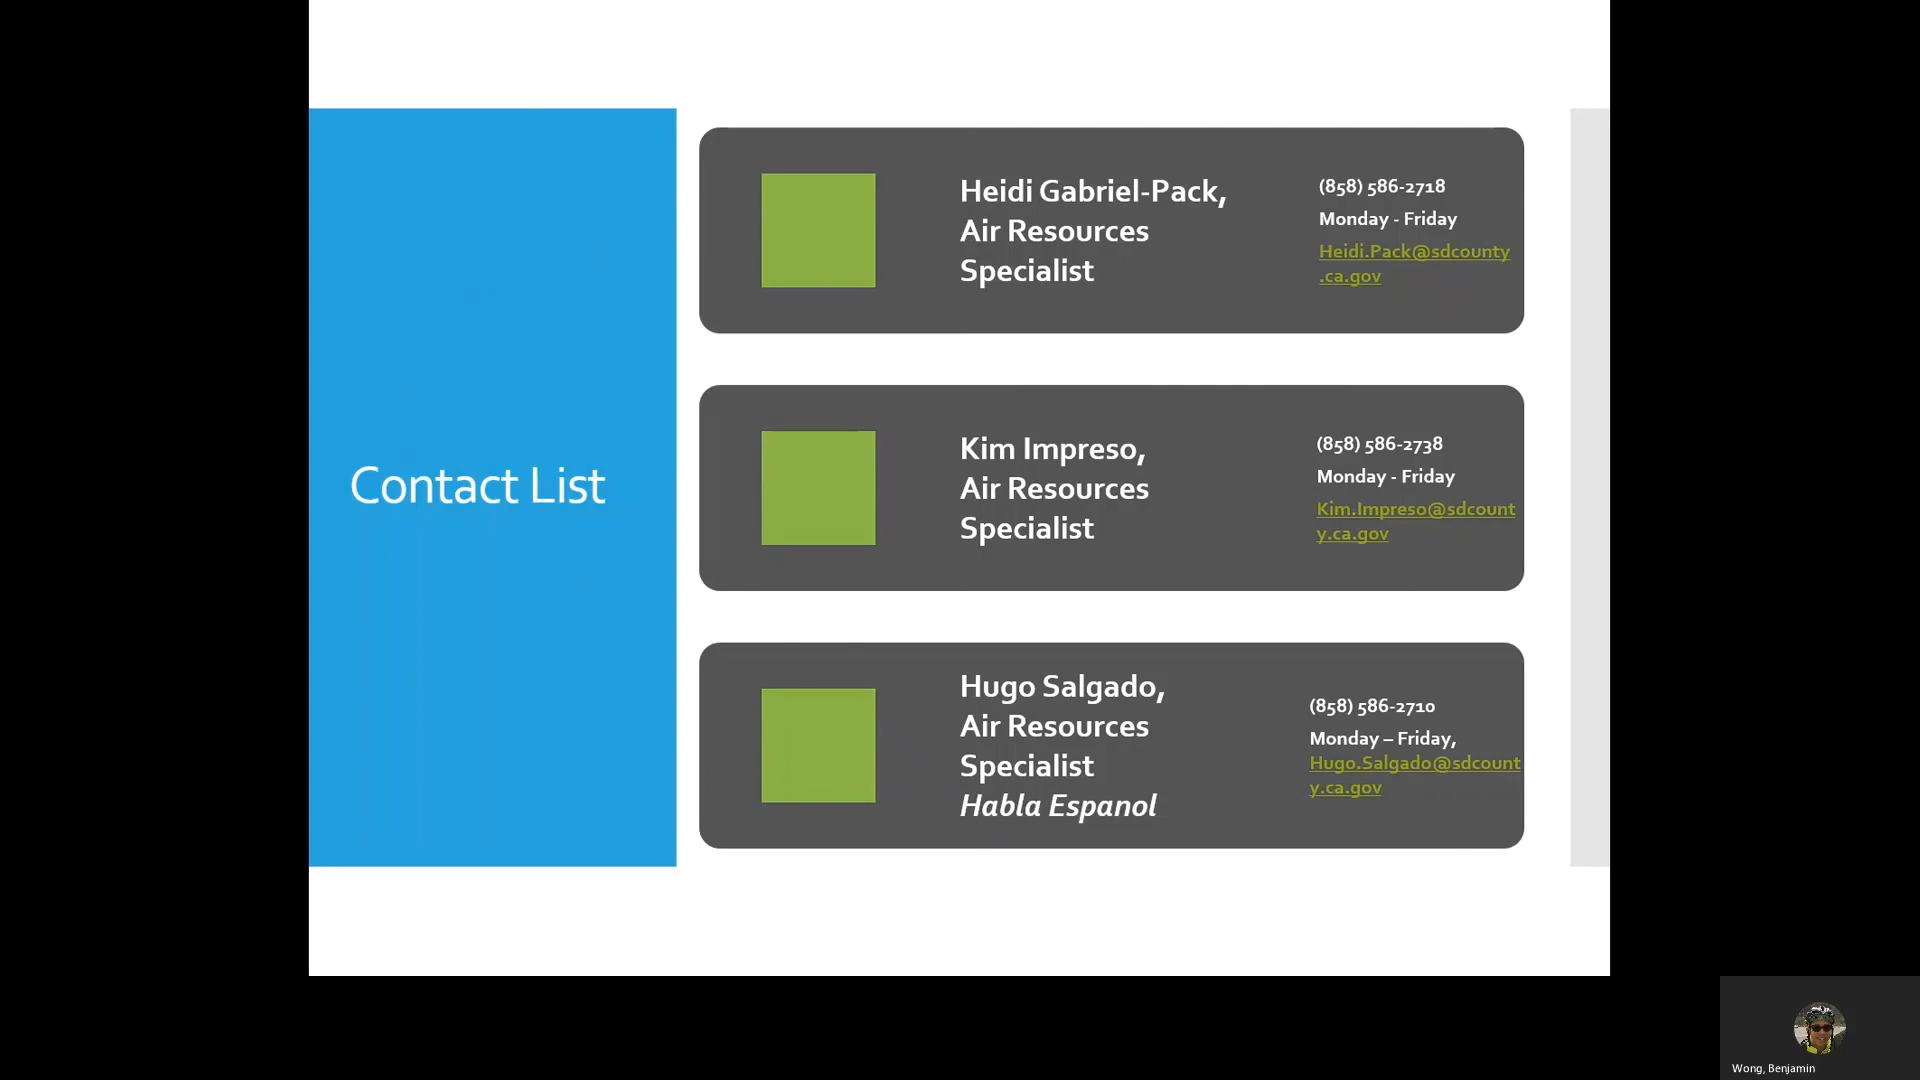 Contact List
Heidi Gabriel-Pack,
Air Resources
Specialist
(858) 586-2718
Monday - Friday
Heidi.Pack@sdcounty
.ca.gov
Kim Impreso,
Air Resources
Specialist
(858) 586-2738
Monday - Friday
Kim.Impreso@sdcount
y.ca.gov
Hugo Salgado,
Air Resources
Specialist
Habla Espanol
(858) 586-2710
Monday – Friday,
Hugo.Salgado@sdcount
y.ca.gov
Wong, Benjamin